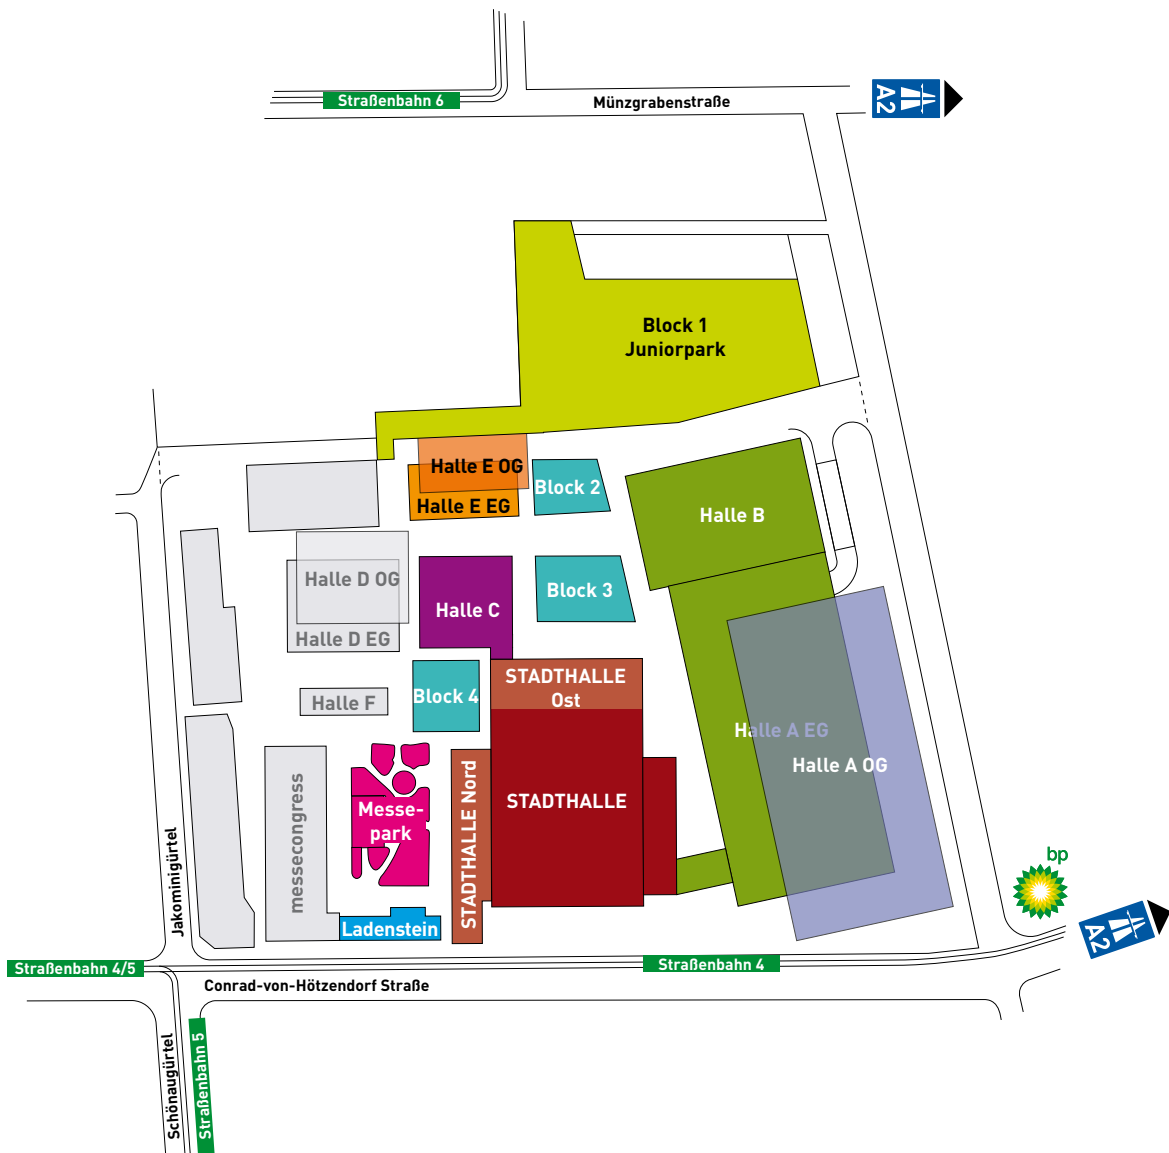 Straßenbahn 6
Münzgrabenstraße
A2
Block 1
Juniorpark
Halle E OG
Halle E EG
Block 2
Halle B
Halle D OG
Halle D EG
Halle C
Block 3
Halle F
Block 4
STADTHALLE
Ost
Halle A EG
Halle A OG
messecongress
Messe-
park
STADTHALLE Nord
STADTHALLE
Jakominigürtel
Ladenstein
bp
A2
Straßenbahn 4/5
Straßenbahn 4
Conrad-von-Hötzendorf Straße
Schönaugürtel
Straßenbahn 5